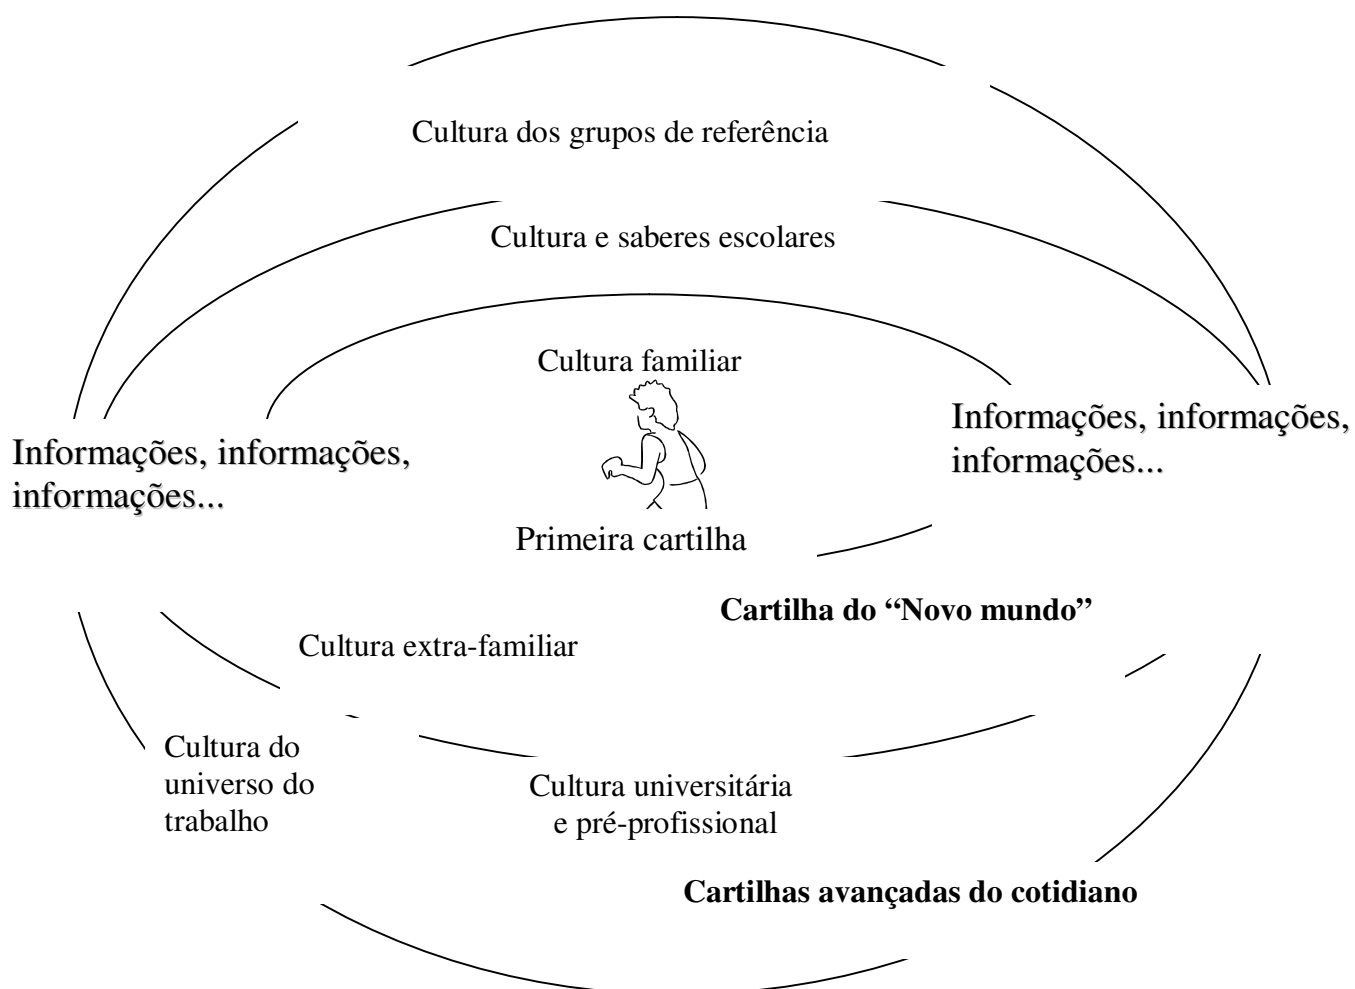 Cultura dos grupos de referência
Cultura e saberes escolares
Cultura familiar
Informações, informações,
informações...
Informações, informações,
informações...
Primeira cartilha
Cartilha do “Novo mundo”
Cultura extra-familiar
Cultura do
universo do
trabalho
Cultura universitária
e pré-profissional
Cartilhas avançadas do cotidiano